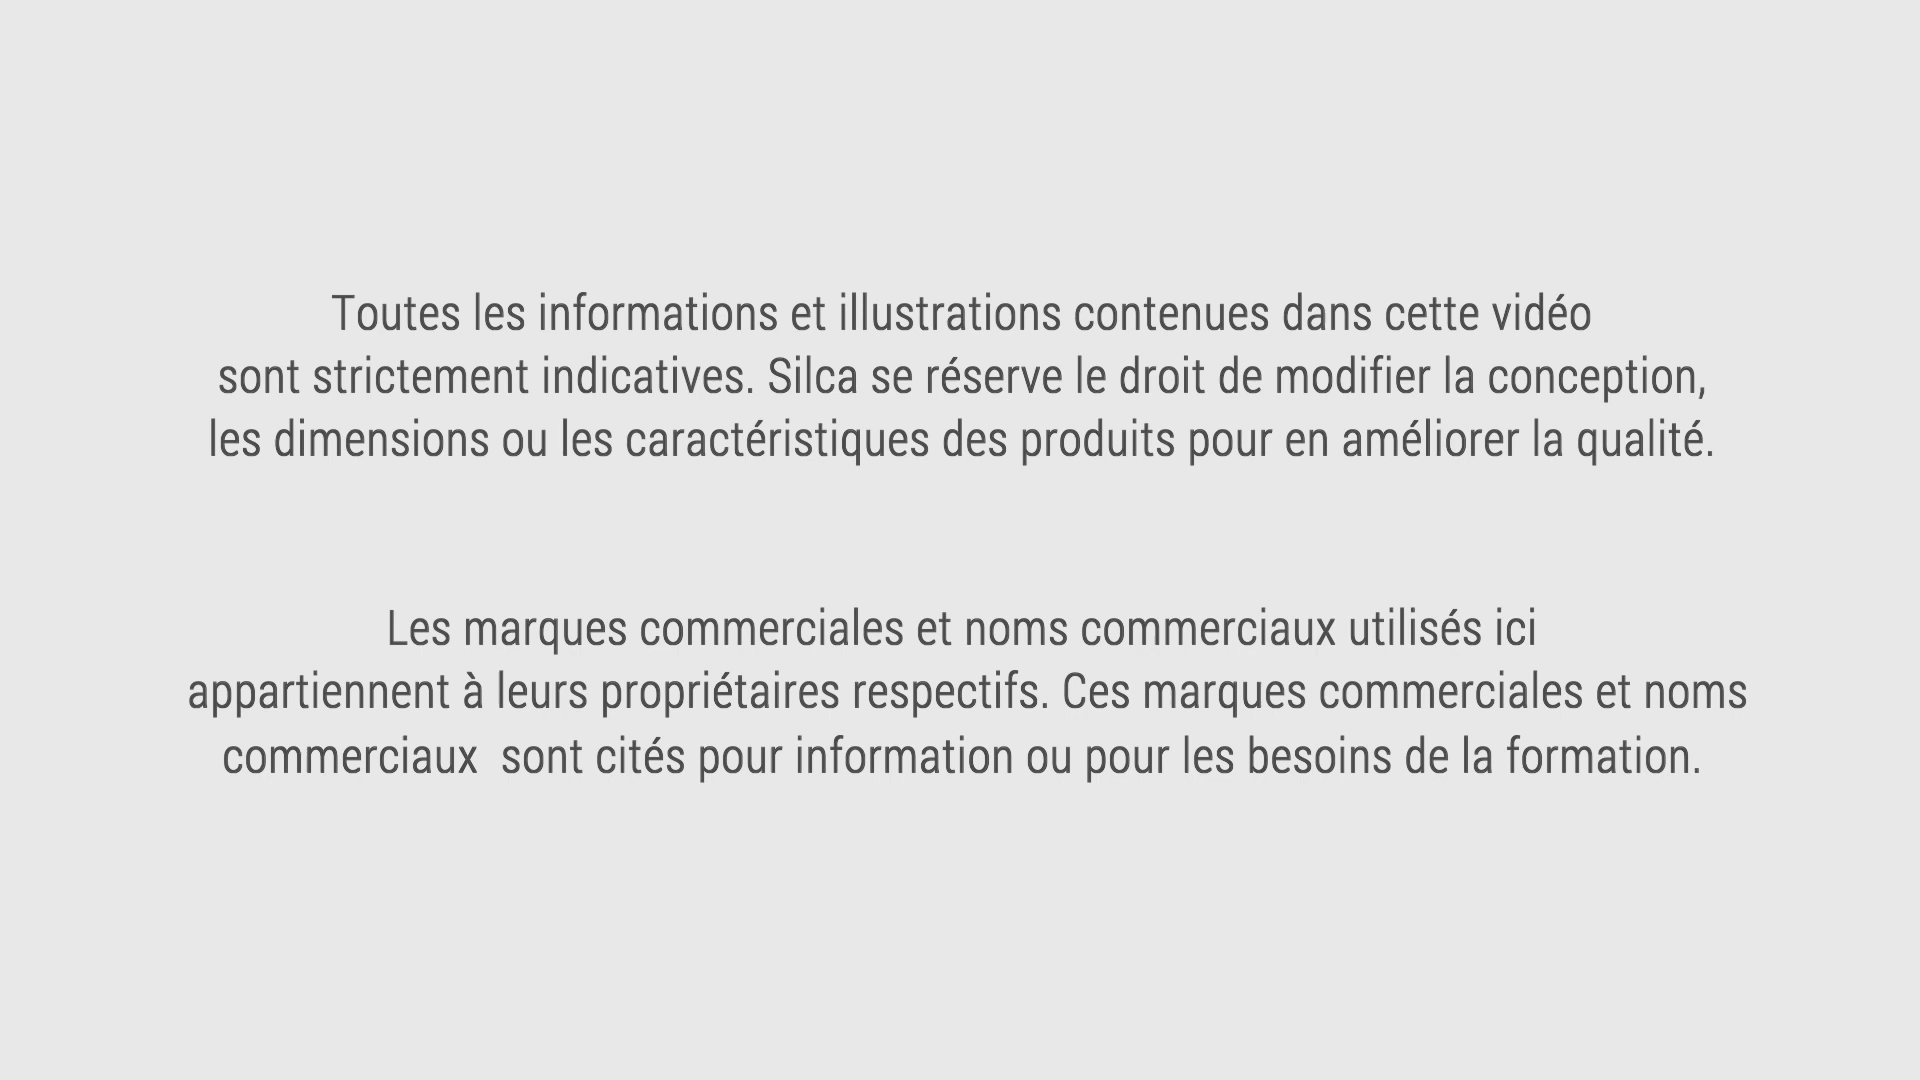 Toutes les informations et illustrations contenues dans cette vidéo
sont strictement indicatives. Silca se réserve le droit de modifier la conception,
les dimensions ou les caractéristiques des produits pour en améliorer la qualité.
Les marques commerciales et noms commerciaux utilisés ici
appartiennent à leurs propriétaires respectifs. Ces marques commerciales et noms
commerciaux  sont cités pour information ou pour les besoins de la formation.